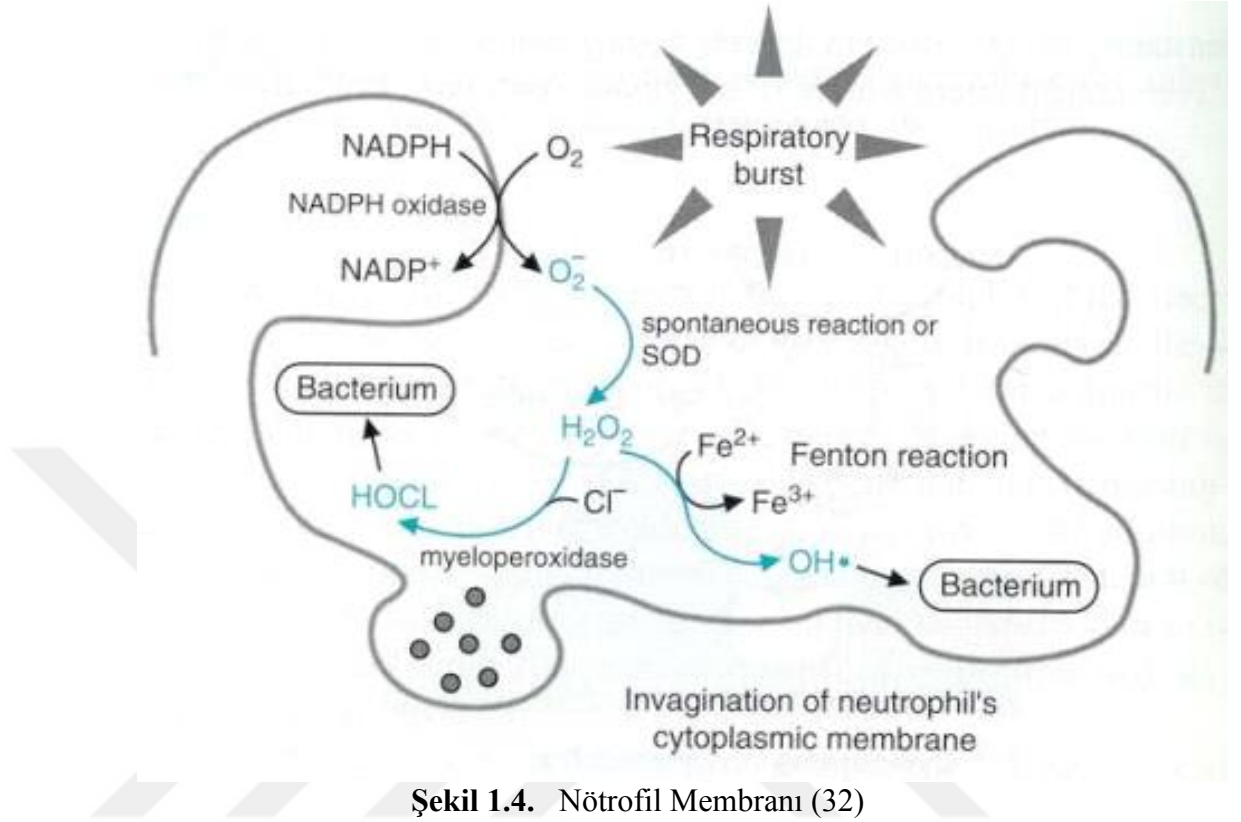 NADPH
O₂
Respiratory
burst
NADPH oxidase
NADP⁺
O₂⁻
spontaneous reaction or
SOD
Bacterium
H₂O₂
Fe²⁺
Fenton reaction
HOCL
Cl⁻
Fe³⁺
myeloperoxidase
OH•
Bacterium
Invagination of neutrophil's
cytoplasmic membrane
Şekil 1.4. Nötrofil Membranı (32)